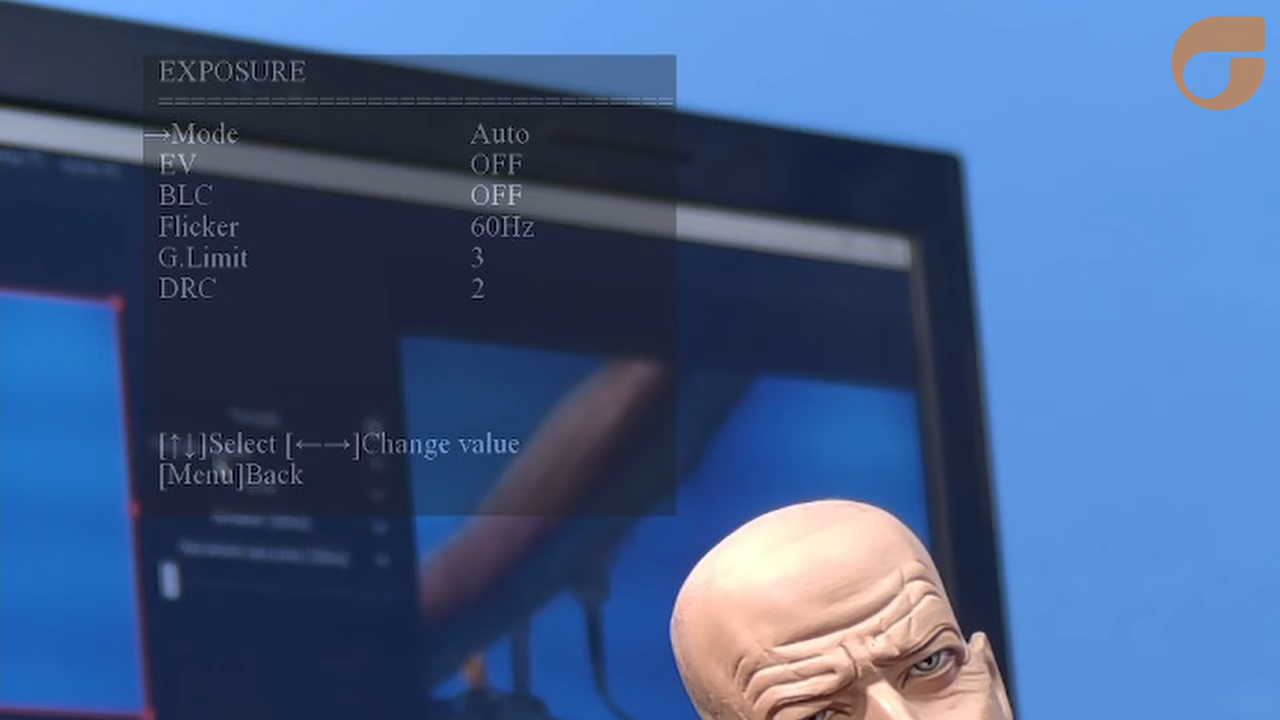 EXPOSURE
================================
→Mode Auto
EV OFF
BLC OFF
Flicker 60Hz
G.Limit 3
DRC 2
[↑↓]Select [←→]Change value
[Menu]Back